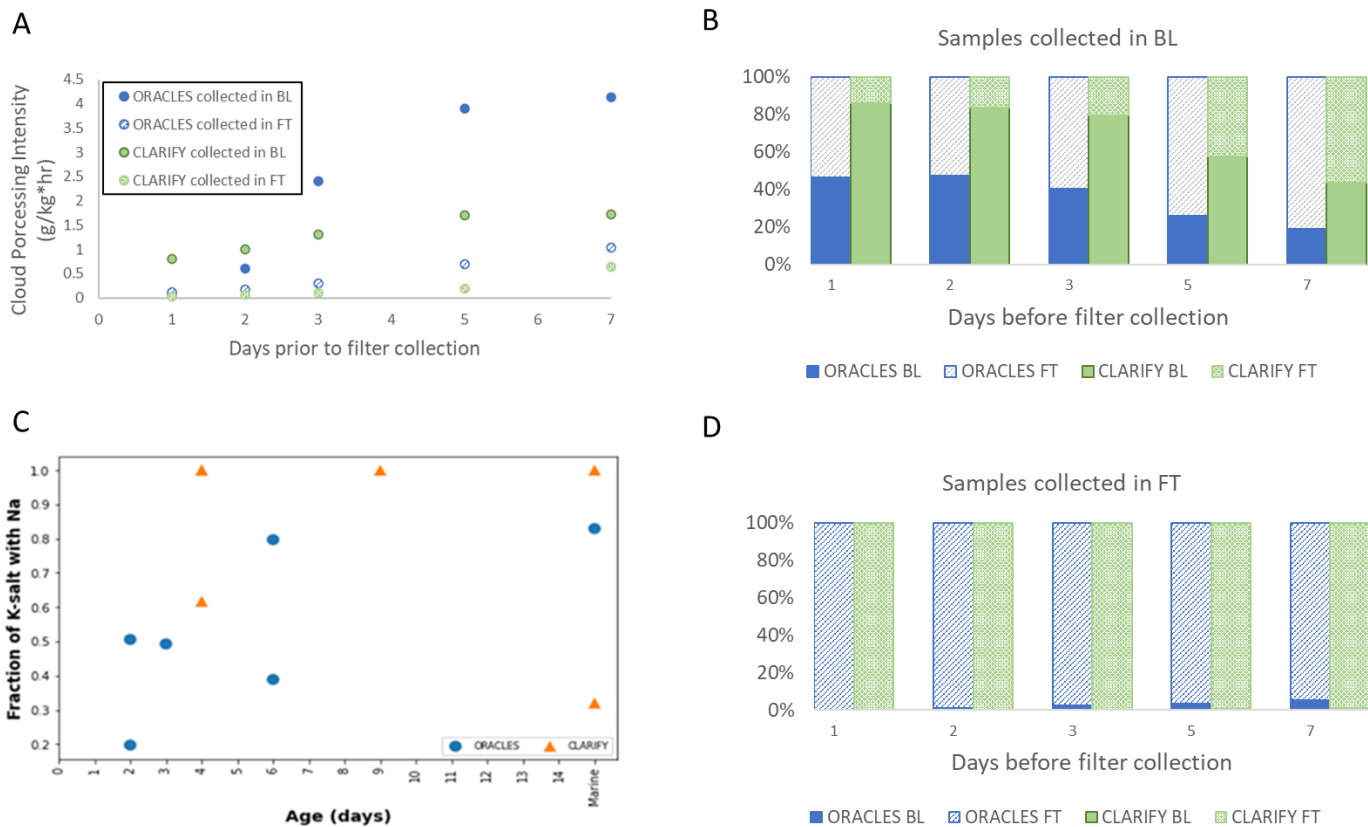 A
4.5
4
3.5
3
2.5
2
1.5
1
0.5
0
Cloud Porcessing Intensity
(g/kg*hr)
ORACLES collected in BL
ORACLES collected in FT
CLARIFY collected in BL
CLARIFY collected in FT
0 1 2 3 4 5 6 7
Days prior to filter collection
B
Samples collected in BL
100%
80%
60%
40%
20%
0%
1 2 3 5 7
Days before filter collection
ORACLES BL ORACLES FT CLARIFY BL CLARIFY FT
C
1.0
0.9
0.8
0.7
0.6
0.5
0.4
0.3
0.2
Fraction of K-salt with Na
ORACLES CLARIFY
0 1 2 3 4 5 6 7 8 9 10 11 12 13 14 Marine
Age (days)
D
Samples collected in FT
100%
80%
60%
40%
20%
0%
1 2 3 5 7
Days before filter collection
ORACLES BL ORACLES FT CLARIFY BL CLARIFY FT